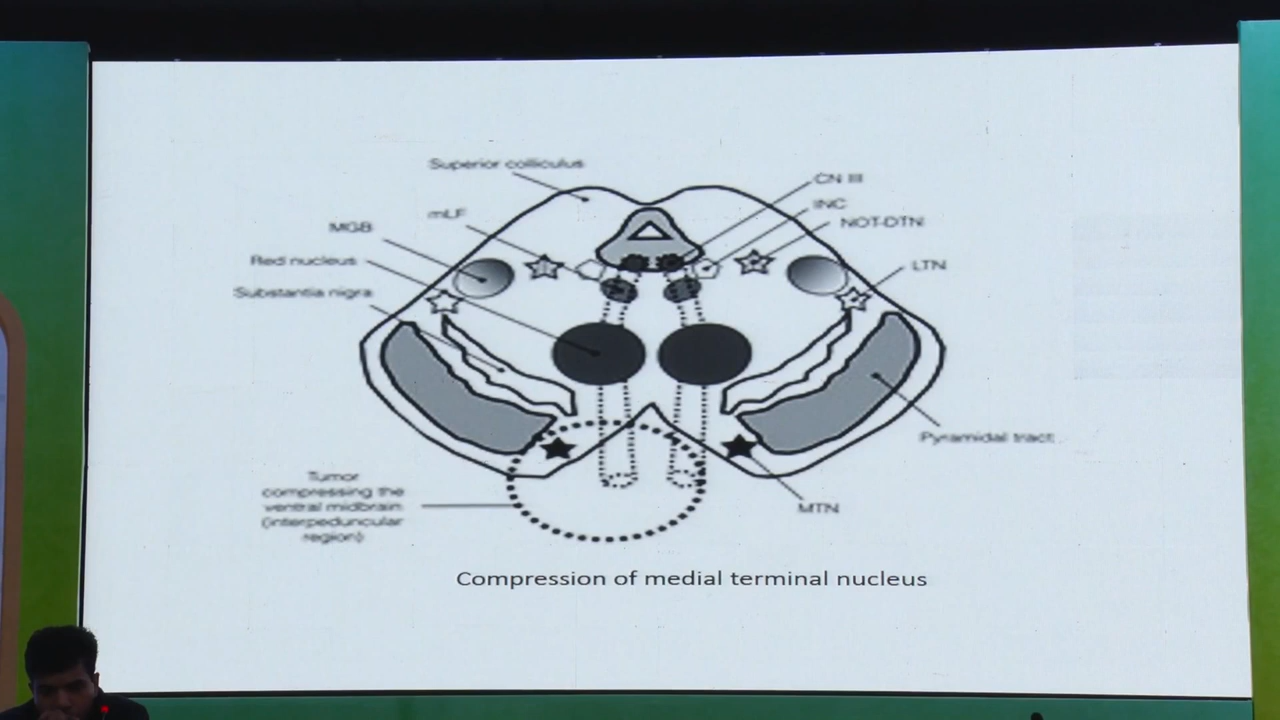 Superior colliculus
CN III
mLF
INC
MGB
NOT-DTN
Red nucleus
LTN
Substantia nigra
Pyramidal tract
Tumor
compressing the
ventral midbrain
(interpeduncular
region)
MTN
Compression of medial terminal nucleus